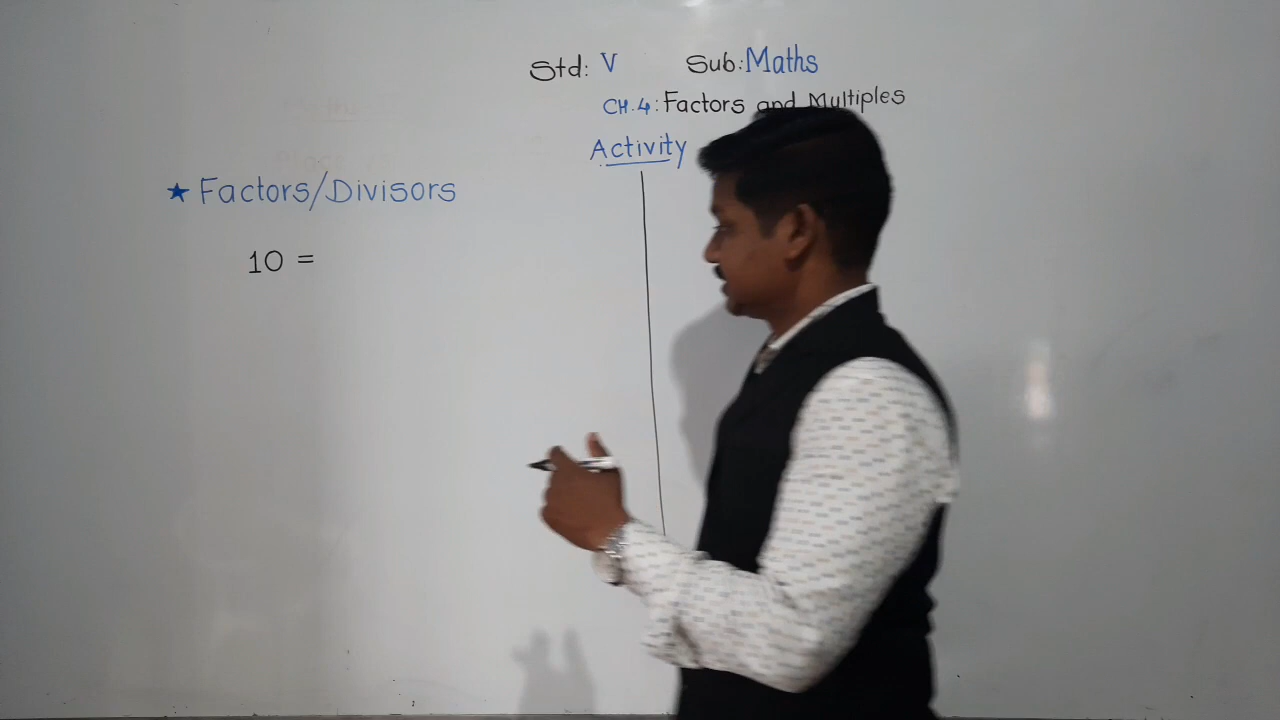 Std: V Sub: Maths
CH.4: Factors and Multiples
Activity
★ Factors/Divisors
10 =